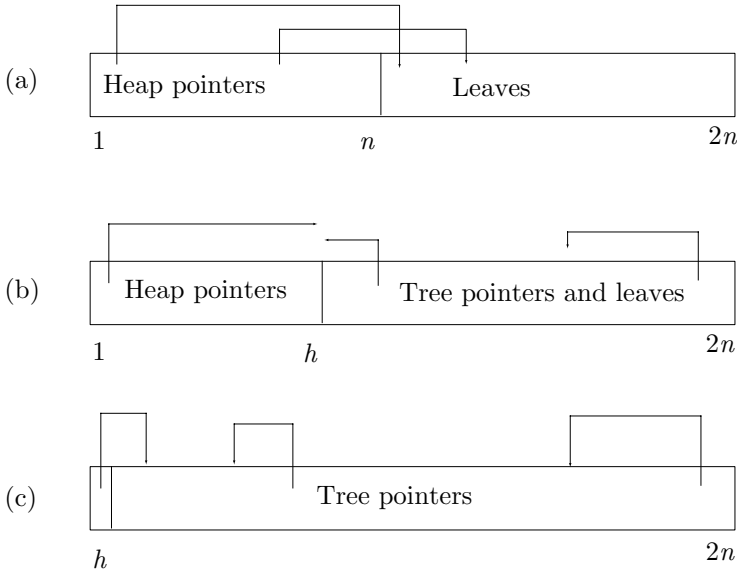 (a)
Heap pointers
Leaves
1
n
2n
(b)
Heap pointers
Tree pointers and leaves
1
h
2n
(c)
Tree pointers
h
2n